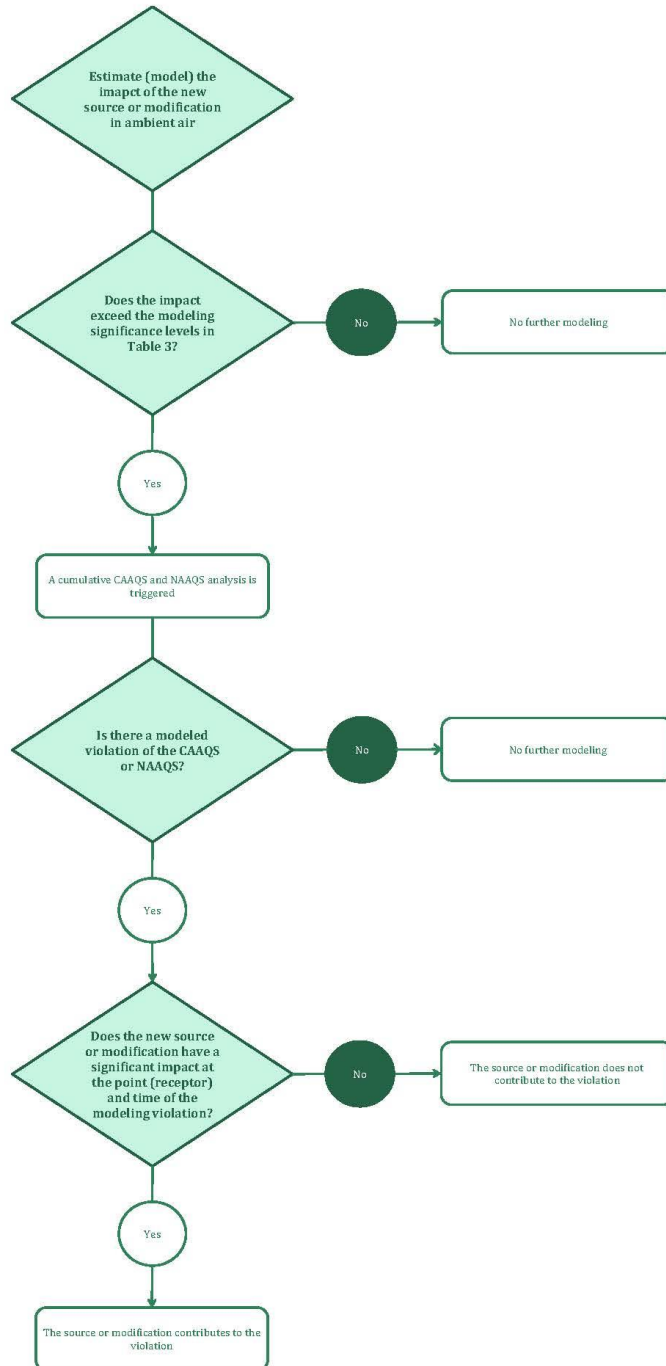 Estimate (model) the
imapct of the new
source or modification
in ambient air
Does the impact
exceed the modeling
significance levels in
Table 3?
No
No further modeling
Yes
A cumulative CAAQS and NAAQS analysis is
triggered
Is there a modeled
violation of the CAAQS
or NAAQS?
No
No further modeling
Yes
Does the new source
or modification have a
significant impact at
the point (receptor)
and time of the
modeling violation?
No
The source or modification does not
contribute to the violation
Yes
The source or modification contributes to the
violation